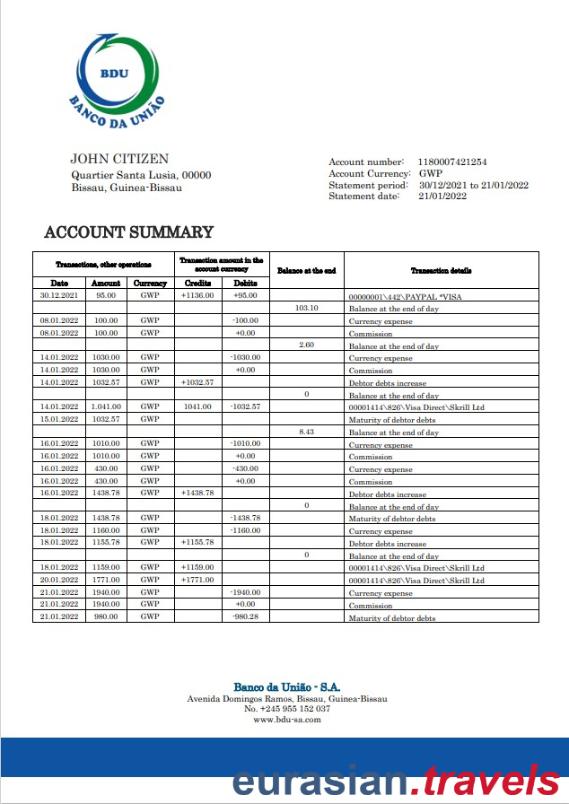 BDU
BANCO DA UNIÃO
JOHN CITIZEN
Quartier Santa Lusia, 00000
Bissau, Guinea-Bissau
Account number: 1180007421254
Account Currency: GWP
Statement period: 30/12/2021 to 21/01/2022
Statement date: 21/01/2022
ACCOUNT SUMMARY
Transactions, other operations Transaction amount in the account currency Balance at the end Transaction details
Date Amount Currency Credits Debits
30.12.2021 95.00 GWP +1136.00 +95.00 00000001\442\PAYPAL *VISA
103.10 Balance at the end of day
08.01.2022 100.00 GWP -100.00 Currency expense
08.01.2022 100.00 GWP +0.00 Commission
2.60 Balance at the end of day
14.01.2022 1030.00 GWP -1030.00 Currency expense
14.01.2022 1030.00 GWP +0.00 Commission
14.01.2022 1032.57 GWP +1032.57 Debtor debts increase
0 Balance at the end of day
14.01.2022 1.041.00 GWP 1041.00 -1032.57 00001414\826\Visa Direct\Skrill Ltd
15.01.2022 1032.57 GWP Maturity of debtor debts
8.43 Balance at the end of day
16.01.2022 1010.00 GWP -1010.00 Currency expense
16.01.2022 1010.00 GWP +0.00 Commission
16.01.2022 430.00 GWP -430.00 Currency expense
16.01.2022 430.00 GWP +0.00 Commission
16.01.2022 1438.78 GWP +1438.78 Debtor debts increase
0 Balance at the end of day
18.01.2022 1438.78 GWP -1438.78 Maturity of debtor debts
18.01.2022 1160.00 GWP -1160.00 Currency expense
18.01.2022 1155.78 GWP +1155.78 Debtor debts increase
0 Balance at the end of day
18.01.2022 1159.00 GWP +1159.00 00001414\826\Visa Direct\Skrill Ltd
20.01.2022 1771.00 GWP +1771.00 00001414\826\Visa Direct\Skrill Ltd
21.01.2022 1940.00 GWP -1940.00 Currency expense
21.01.2022 1940.00 GWP +0.00 Commission
21.01.2022 980.00 GWP -980.28 Maturity of debtor debts
Banco da União - S.A.
Avenida Domingos Ramos, Bissau, Guinea-Bissau
No. +245 955 152 037
www.bdu-sa.com
eurasian.travels